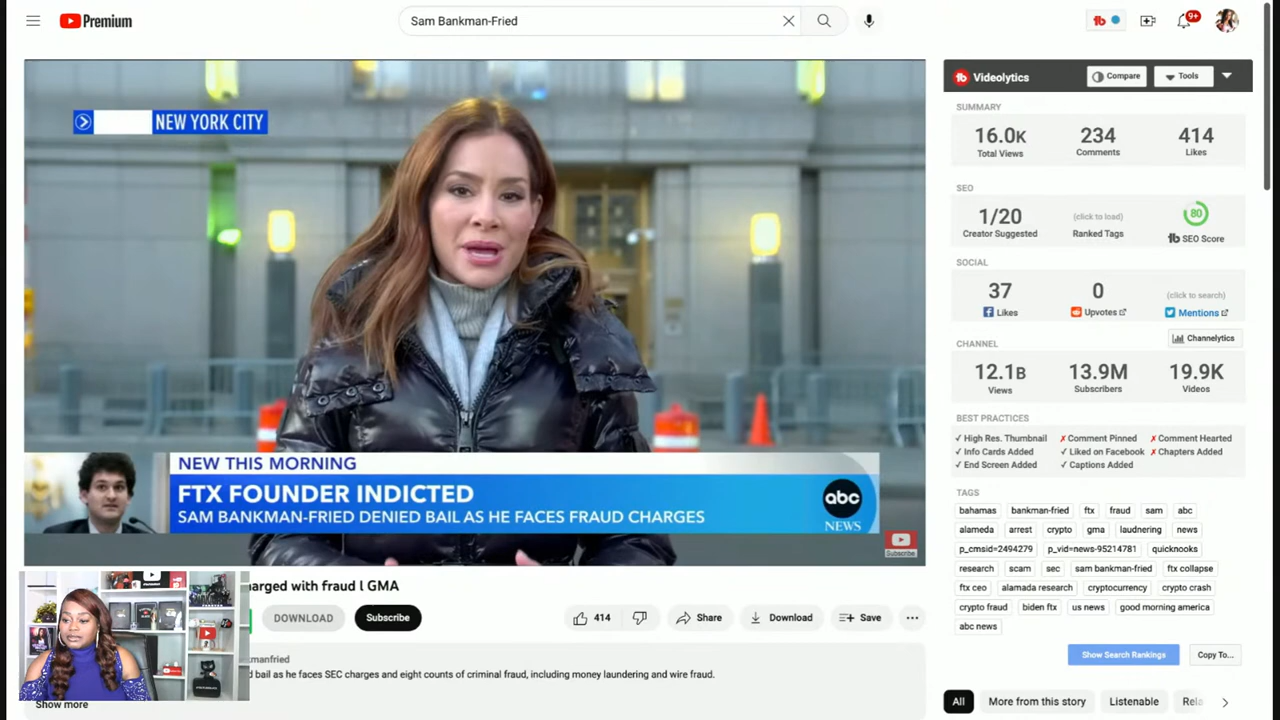 Premium
Sam Bankman-Fried
9+
NEW YORK CITY
NEW THIS MORNING
FTX FOUNDER INDICTED
SAM BANKMAN-FRIED DENIED BAIL AS HE FACES FRAUD CHARGES
abc
NEWS
Subscribe
harged with fraud l GMA
DOWNLOAD
Subscribe
414
Share
Download
Save
manfried
d bail as he faces SEC charges and eight counts of criminal fraud, including money laundering and wire fraud.
Show more
tb
Videolytics
Compare
Tools
SUMMARY
16.0K
234
414
Total Views
Comments
Likes
SEO
1/20
(click to load)
80
Creator Suggested
Ranked Tags
tb SEO Score
SOCIAL
37
0
(click to search)
Likes
Upvotes
Mentions
CHANNEL
Channelytics
12.1B
13.9M
19.9K
Views
Subscribers
Videos
BEST PRACTICES
✓ High Res. Thumbnail ✗ Comment Pinned ✗ Comment Hearted
✓ Info Cards Added ✓ Liked on Facebook ✗ Chapters Added
✓ End Screen Added ✓ Captions Added
TAGS
bahamas bankman-fried ftx fraud sam abc
alameda arrest crypto gma laudnering news
p_cmsid=2494279 p_vid=news-95214781 quicknooks
research scam sec sam bankman-fried ftx collapse
ftx ceo alamada research cryptocurrency crypto crash
crypto fraud biden ftx us news good morning america
abc news
Show Search Rankings
Copy To...
All
More from this story
Listenable
Rela